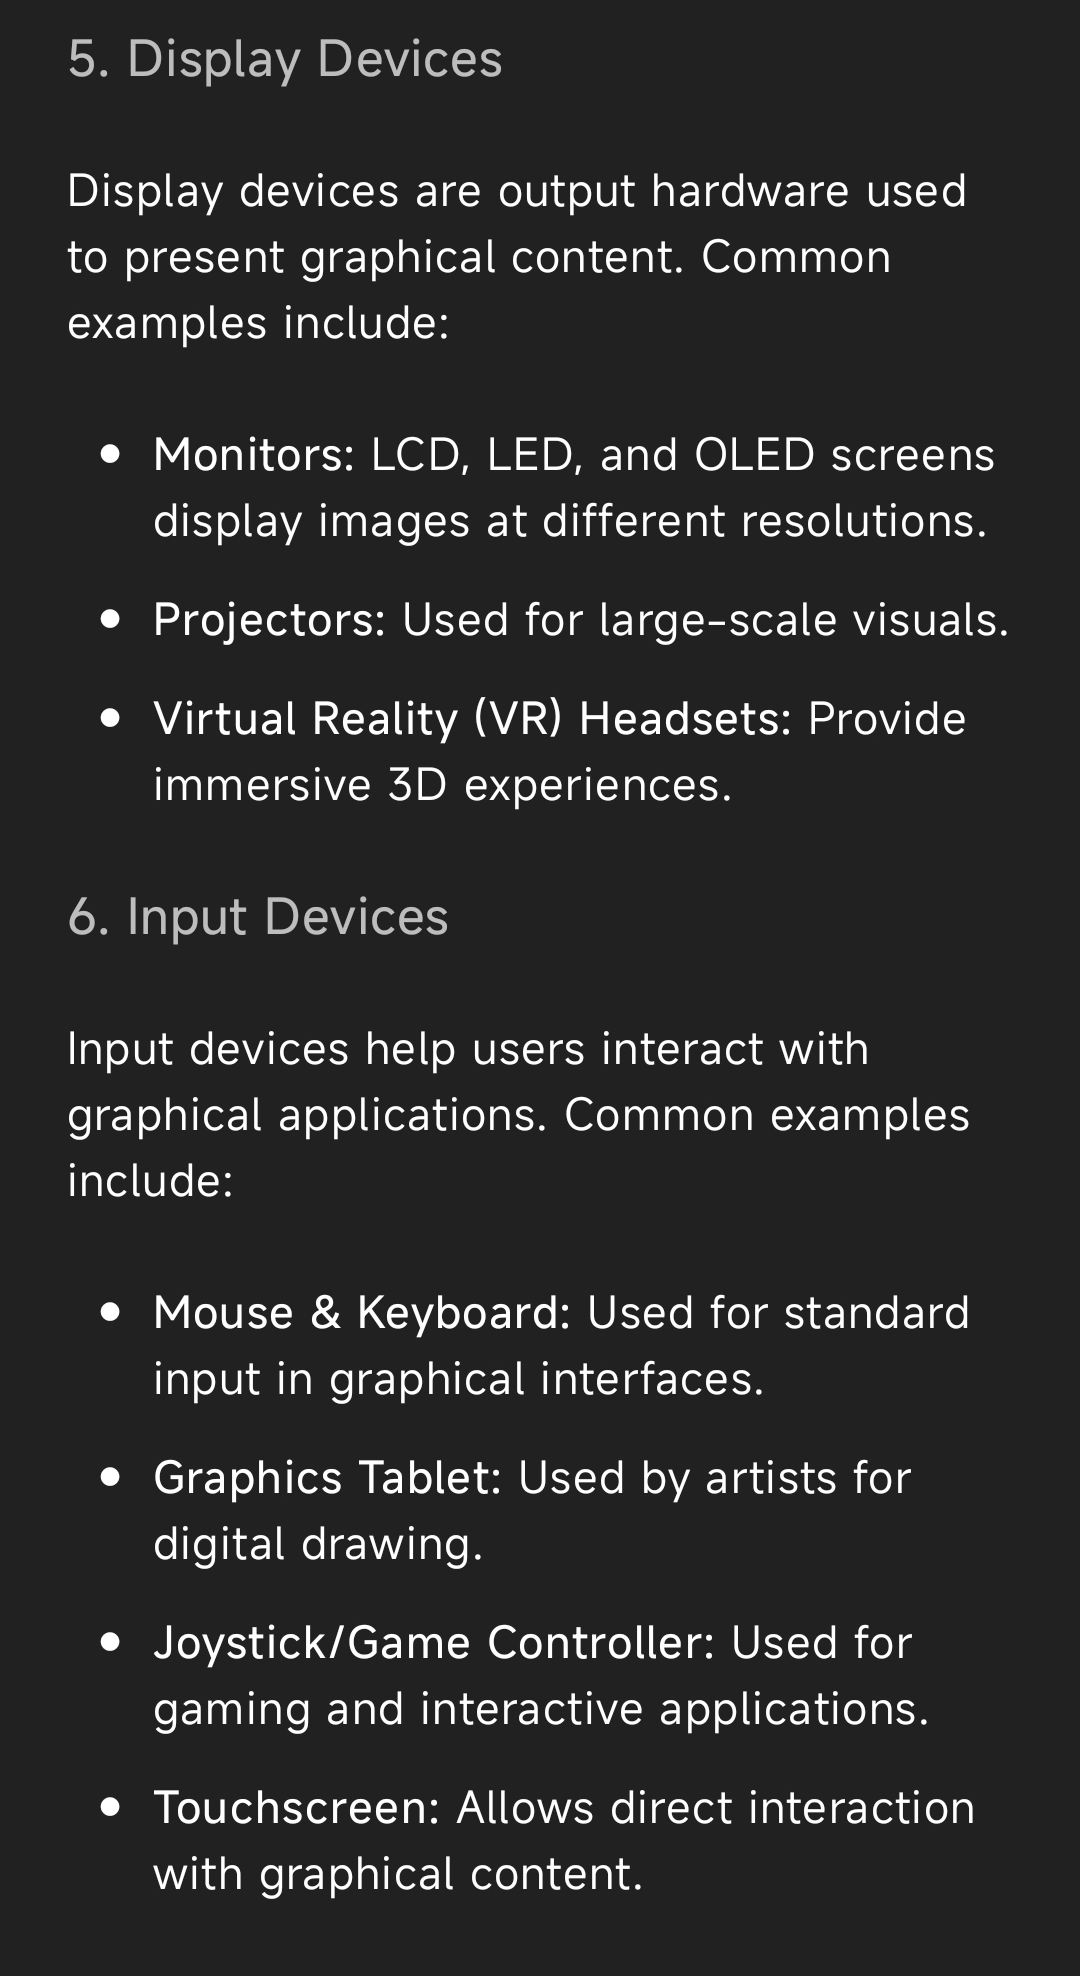 5. Display Devices
Display devices are output hardware used
to present graphical content. Common
examples include:
• Monitors: LCD, LED, and OLED screens
display images at different resolutions.
• Projectors: Used for large-scale visuals.
• Virtual Reality (VR) Headsets: Provide
immersive 3D experiences.
6. Input Devices
Input devices help users interact with
graphical applications. Common examples
include:
• Mouse & Keyboard: Used for standard
input in graphical interfaces.
• Graphics Tablet: Used by artists for
digital drawing.
• Joystick/Game Controller: Used for
gaming and interactive applications.
• Touchscreen: Allows direct interaction
with graphical content.